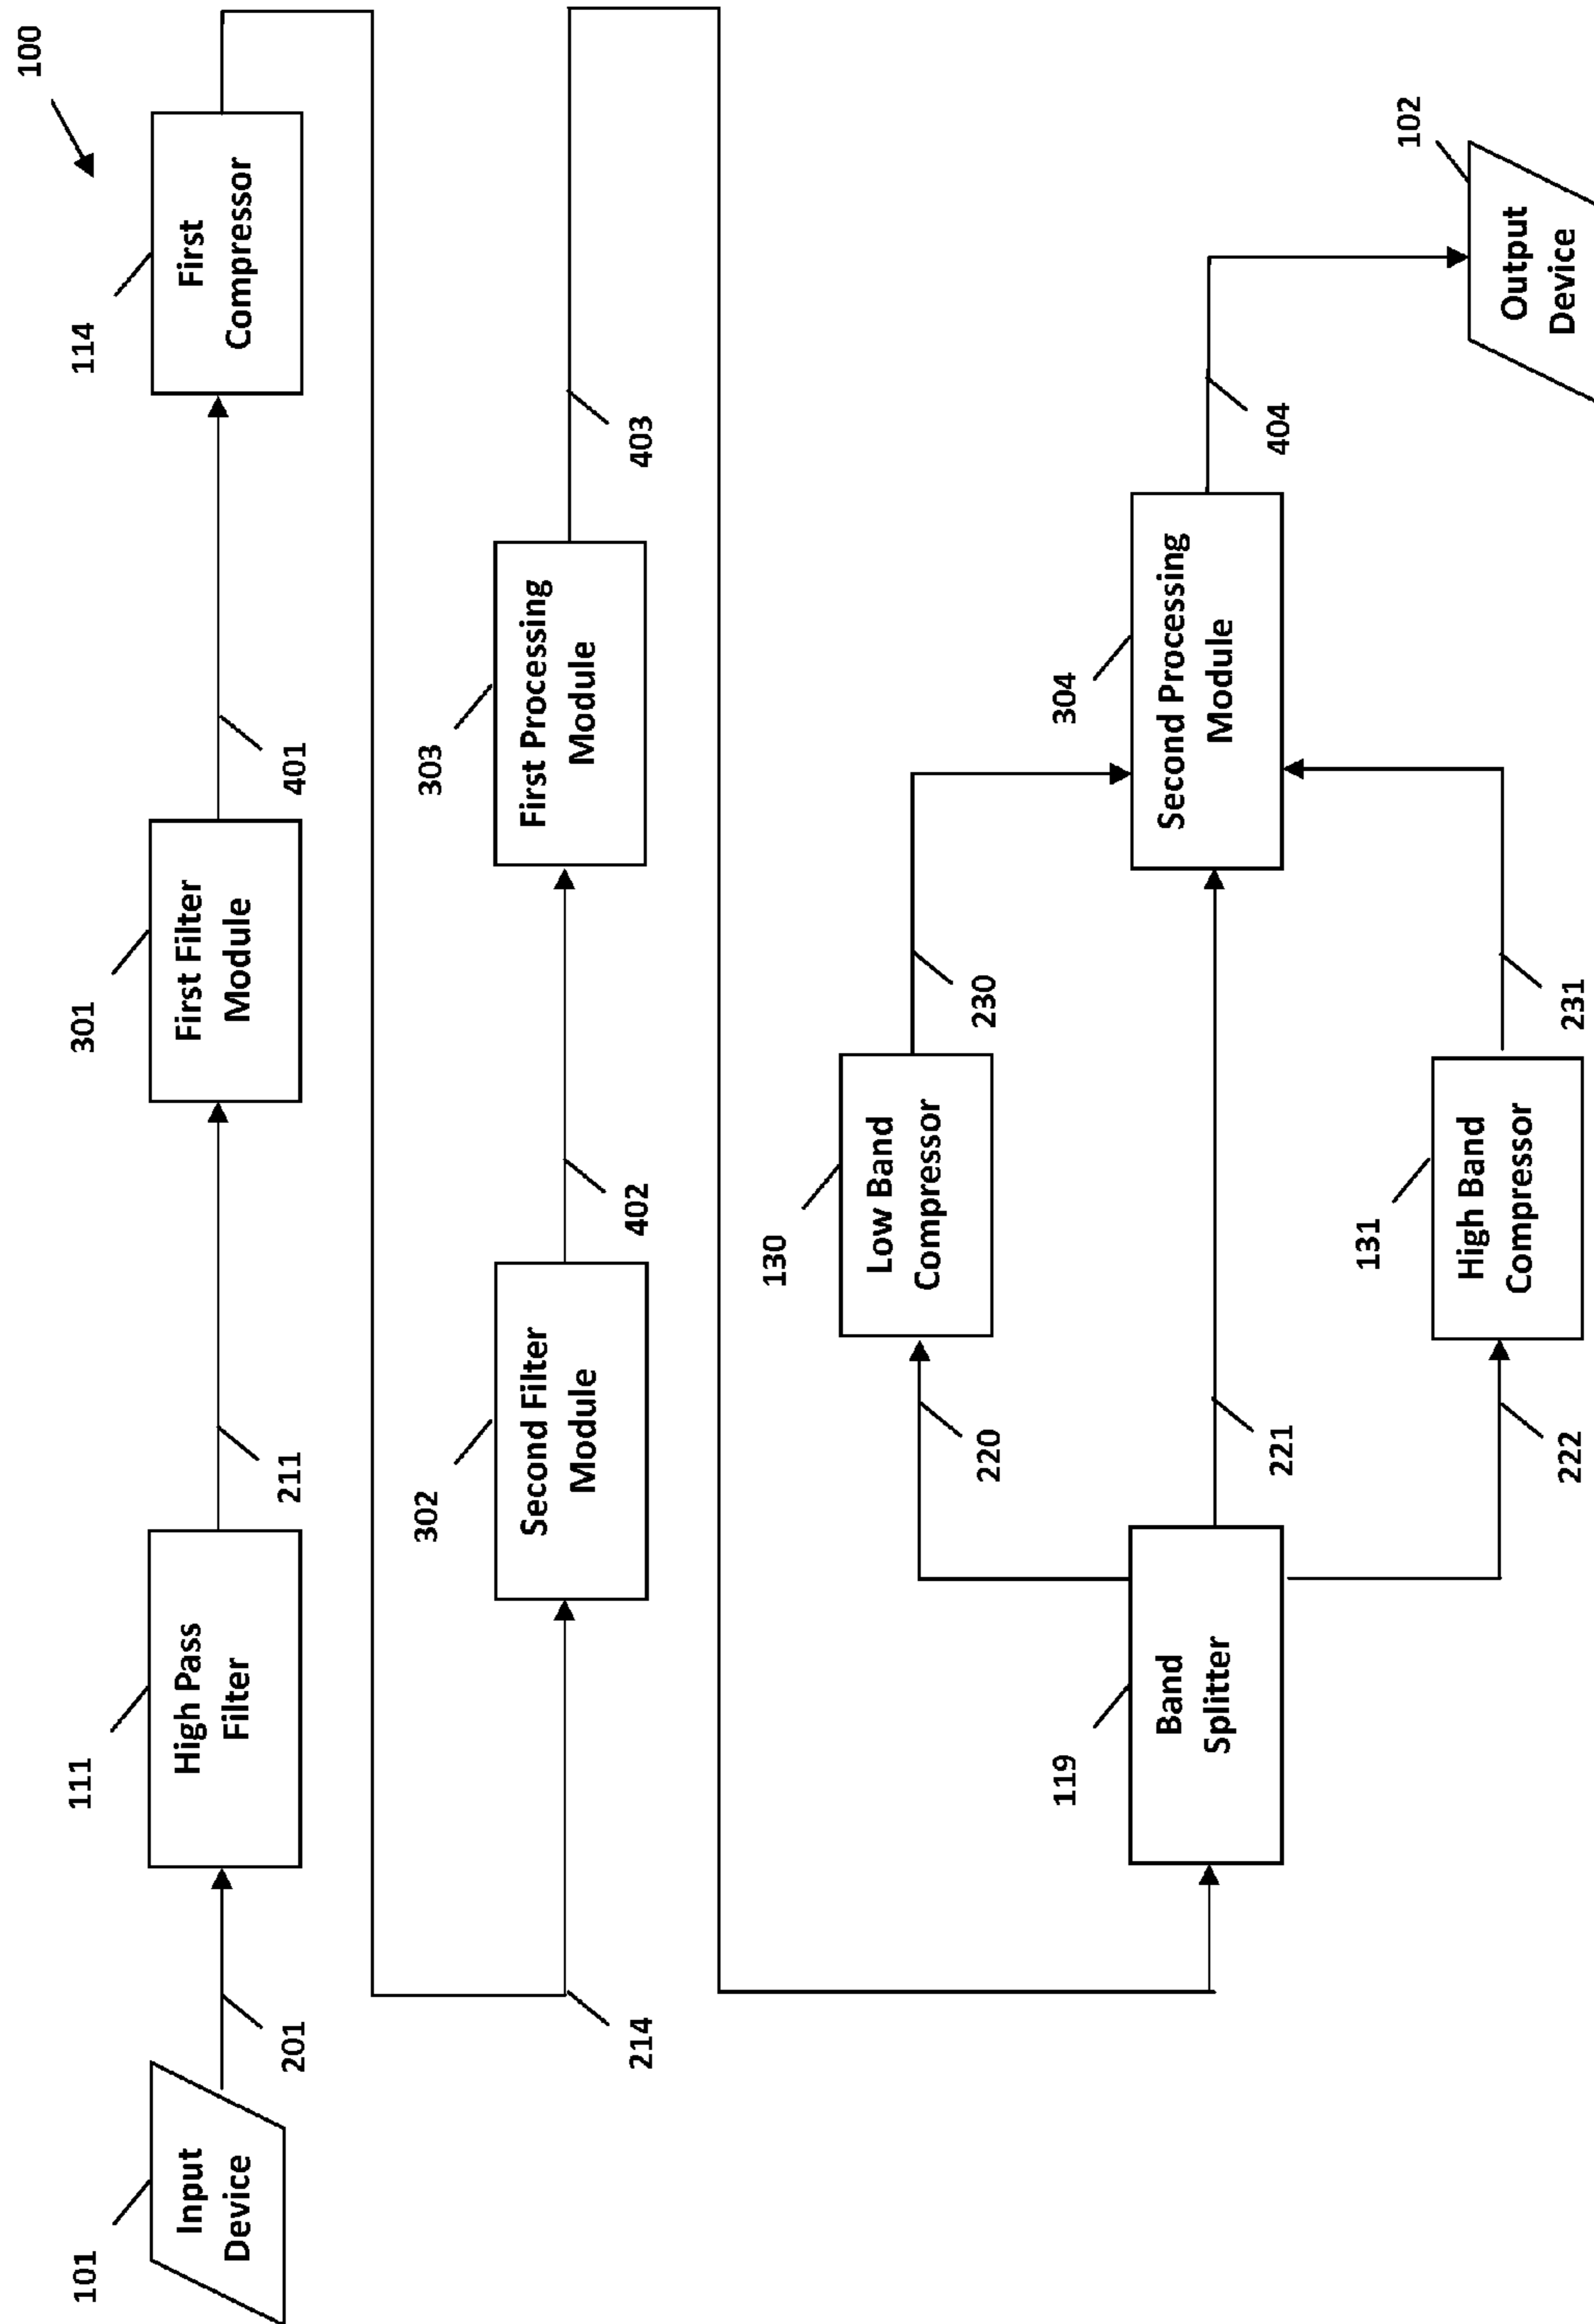 100
101
Input
Device
201
111
High Pass
Filter
211
301
First Filter
Module
401
114
First
Compressor
214
302
Second Filter
Module
402
303
First Processing
Module
403
119
Band
Splitter
220
221
222
130
Low Band
Compressor
230
131
High Band
Compressor
231
304
Second Processing
Module
404
102
Output
Device